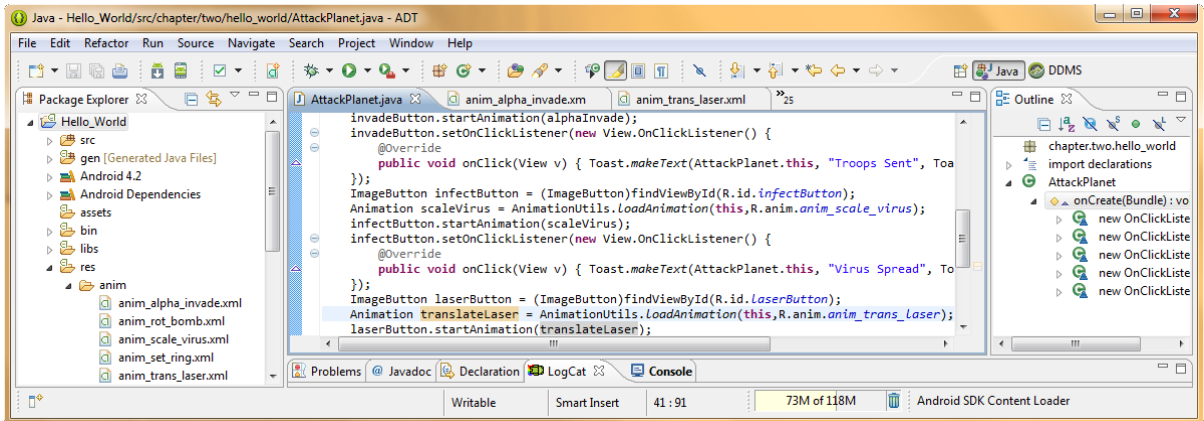 Java - Hello_World/src/chapter/two/hello_world/AttackPlanet.java - ADT
File Edit Refactor Run Source Navigate Search Project Window Help
Java DDMS
Package Explorer
Hello_World
src
gen [Generated Java Files]
Android 4.2
Android Dependencies
assets
bin
libs
res
anim
anim_alpha_invade.xml
anim_rot_bomb.xml
anim_scale_virus.xml
anim_set_ring.xml
anim_trans_laser.xml
AttackPlanet.java anim_alpha_invade.xm anim_trans_laser.xml »25
invadeButton.startAnimation(alphaInvade);
invadeButton.setOnClickListener(new View.OnClickListener() {
@Override
public void onClick(View v) { Toast.makeText(AttackPlanet.this, "Troops Sent", Toa
});
ImageButton infectButton = (ImageButton)findViewById(R.id.infectButton);
Animation scaleVirus = AnimationUtils.loadAnimation(this,R.anim.anim_scale_virus);
infectButton.startAnimation(scaleVirus);
infectButton.setOnClickListener(new View.OnClickListener() {
@Override
public void onClick(View v) { Toast.makeText(AttackPlanet.this, "Virus Spread", To
});
ImageButton laserButton = (ImageButton)findViewById(R.id.laserButton);
Animation translateLaser = AnimationUtils.loadAnimation(this,R.anim.anim_trans_laser);
laserButton.startAnimation(translateLaser);
Outline
chapter.two.hello_world
import declarations
AttackPlanet
onCreate(Bundle) : vo
new OnClickListe
new OnClickListe
new OnClickListe
new OnClickListe
new OnClickListe
Problems @ Javadoc Declaration LogCat Console
Writable Smart Insert 41 : 91 73M of 118M Android SDK Content Loader